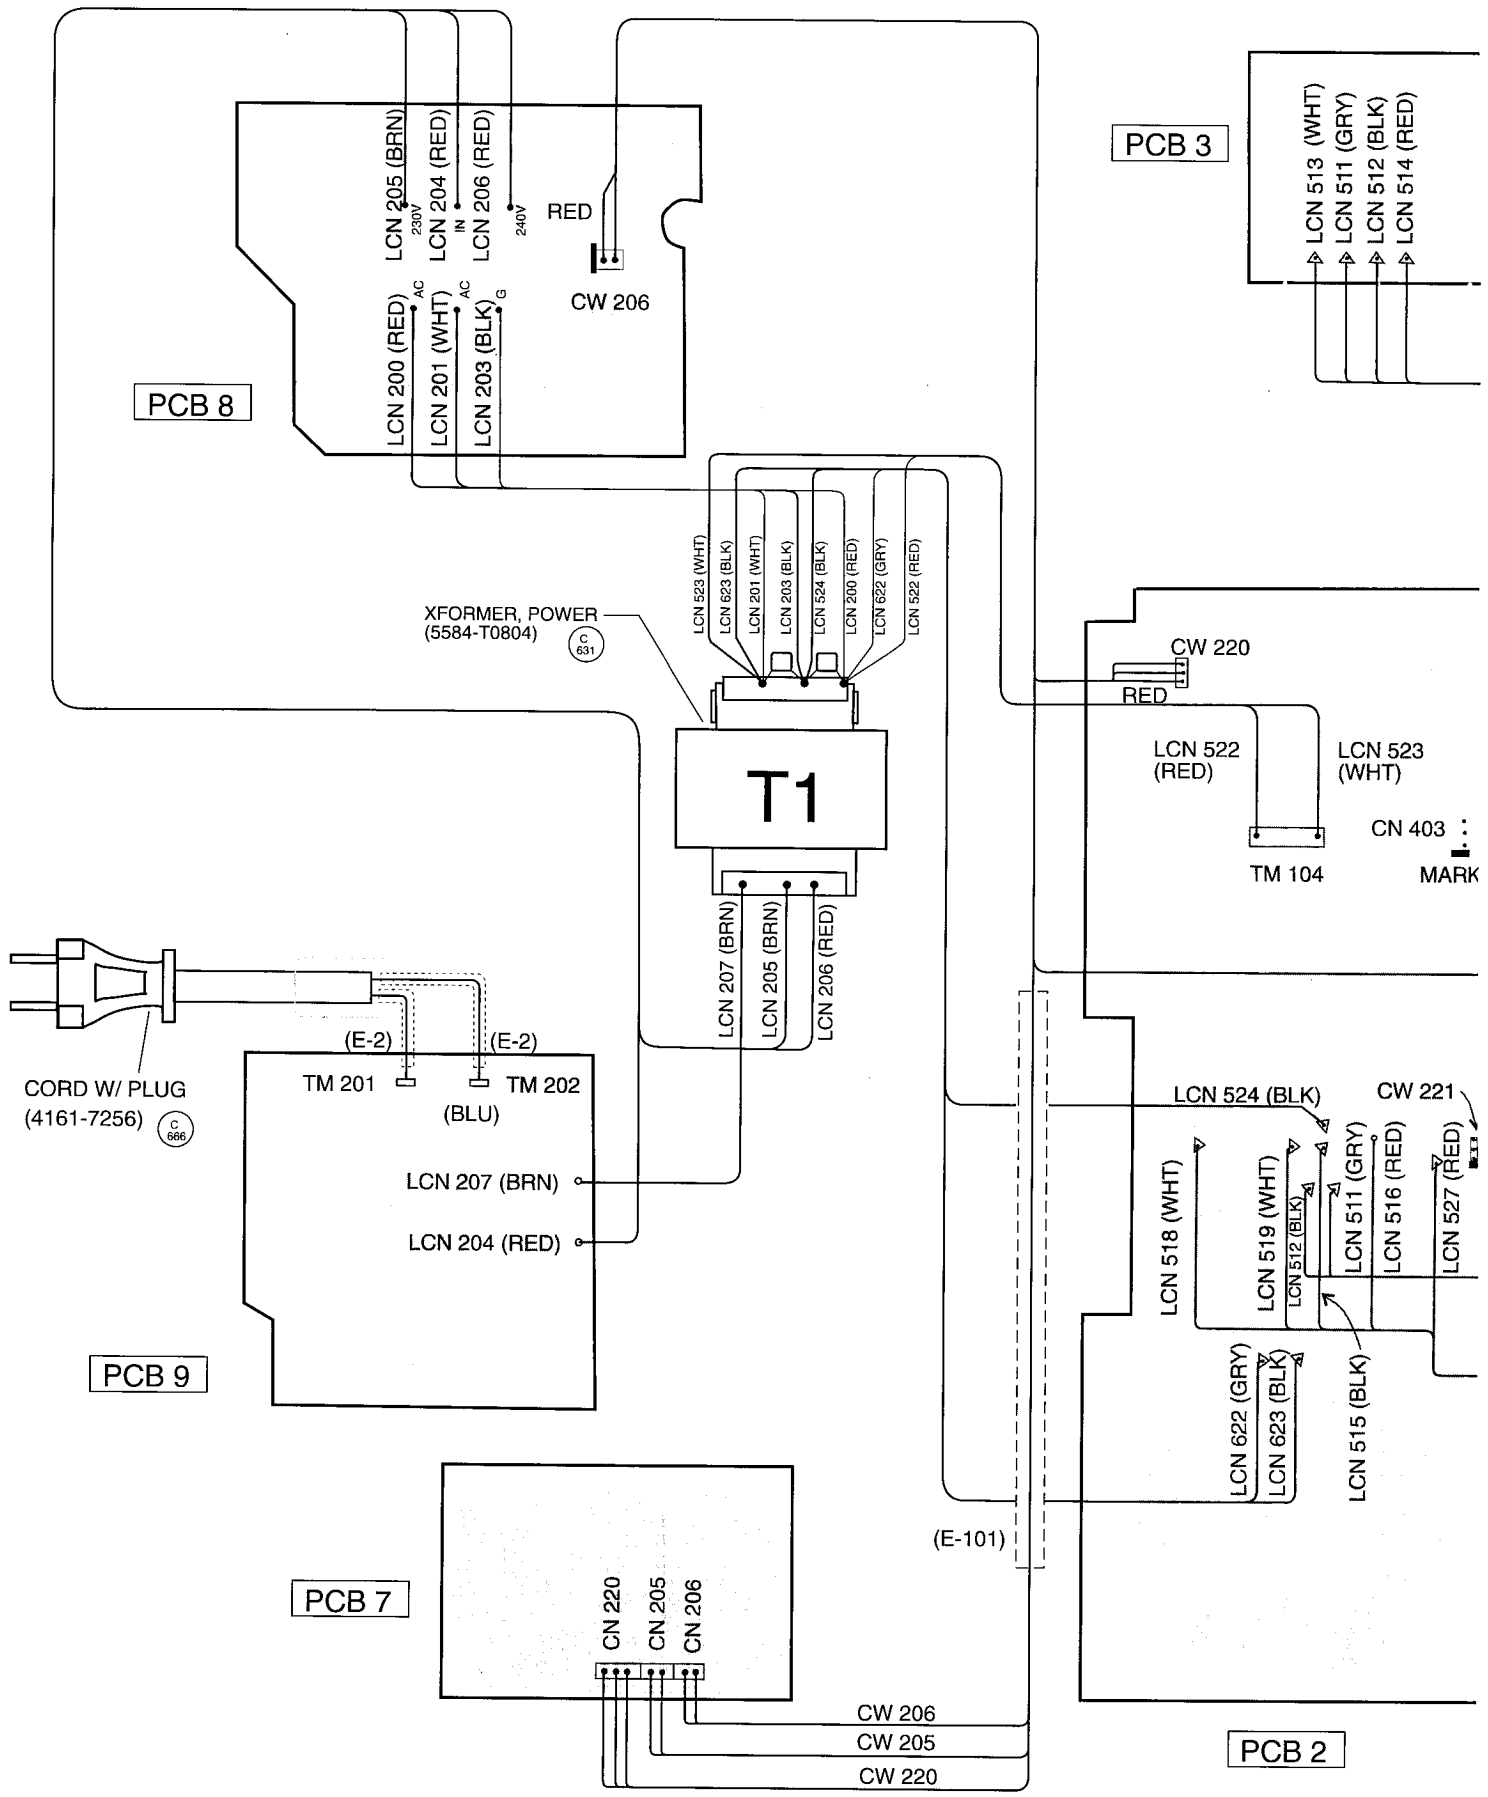 LCN 205 (BRN)
230V
LCN 204 (RED)
IN
LCN 206 (RED)
240V
RED
CW 206
LCN 200 (RED)
AC
LCN 201 (WHT)
AC
LCN 203 (BLK)
G
PCB 8
PCB 3
LCN 513 (WHT)
LCN 511 (GRY)
LCN 512 (BLK)
LCN 514 (RED)
LCN 523 (WHT)
LCN 623 (BLK)
LCN 201 (WHT)
LCN 203 (BLK)
LCN 524 (BLK)
LCN 200 (RED)
LCN 622 (GRY)
LCN 522 (RED)
XFORMER, POWER
(5584-T0804)
C
631
T1
CW 220
RED
LCN 522
(RED)
LCN 523
(WHT)
CN 403
TM 104
MARK
LCN 207 (BRN)
LCN 205 (BRN)
LCN 206 (RED)
(E-2)
(E-2)
TM 201
TM 202
(BLU)
CORD W/ PLUG
(4161-7256)
C
666
LCN 207 (BRN)
LCN 204 (RED)
PCB 9
LCN 524 (BLK)
CW 221
LCN 518 (WHT)
LCN 519 (WHT)
LCN 512 (BLK)
LCN 511 (GRY)
LCN 516 (RED)
LCN 527 (RED)
LCN 622 (GRY)
LCN 623 (BLK)
LCN 515 (BLK)
(E-101)
PCB 7
CN 220
CN 205
CN 206
CW 206
CW 205
CW 220
PCB 2